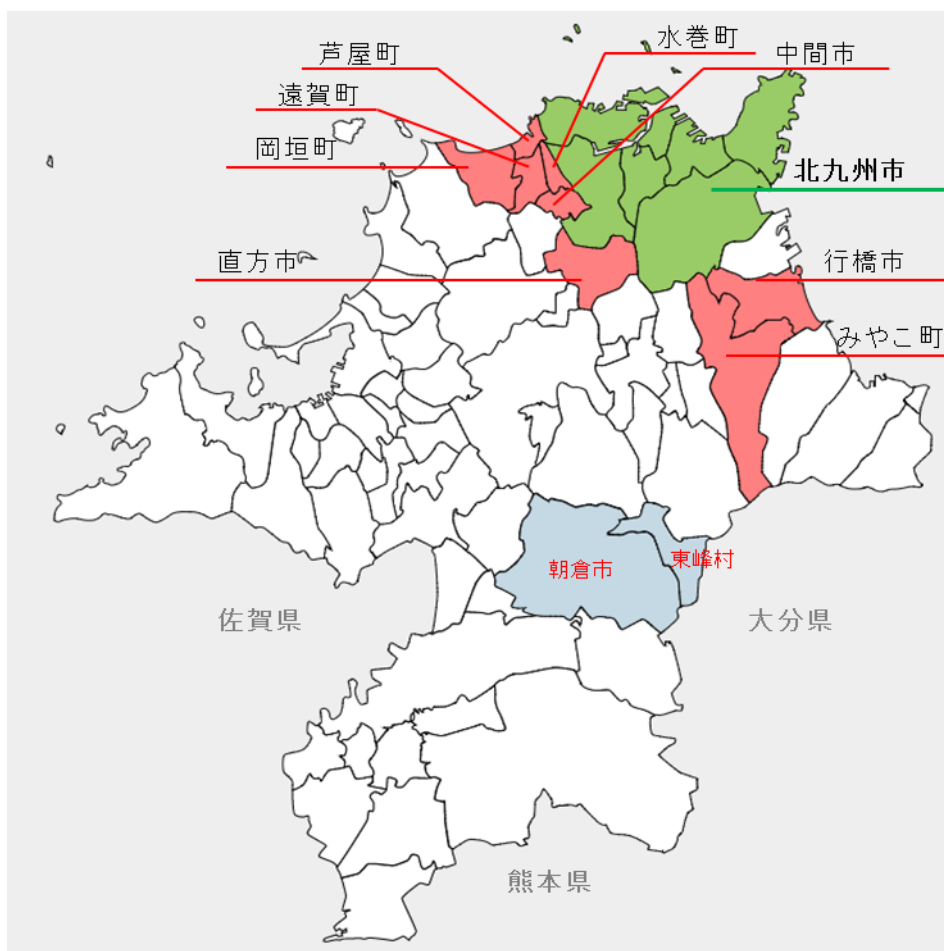 水巻町
芦屋町
中間市
遠賀町
岡垣町
北九州市
直方市
行橋市
みやこ町
東峰村
朝倉市
佐賀県
大分県
熊本県